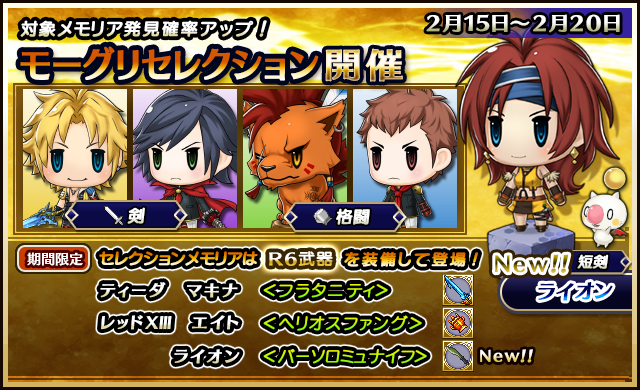 対象メモリア発見確率アップ！
2月15日～2月20日
モーグリセレクション開催
剣
格闘
New!!
短剣
ライオン
期間限定
セレクションメモリアは R6武器 を装備して登場！
ティーダ マキナ <フラタニティ>
レッドXIII エイト <ヘリオスファング>
ライオン <バーソロミュナイフ> New!!